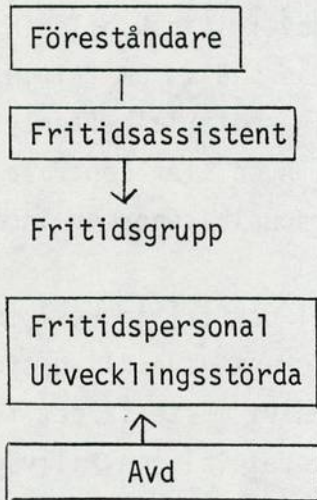 Föreståndare
Fritidsassistent
Fritidsgrupp
Fritidspersonal
Utvecklingsstörda
Avd